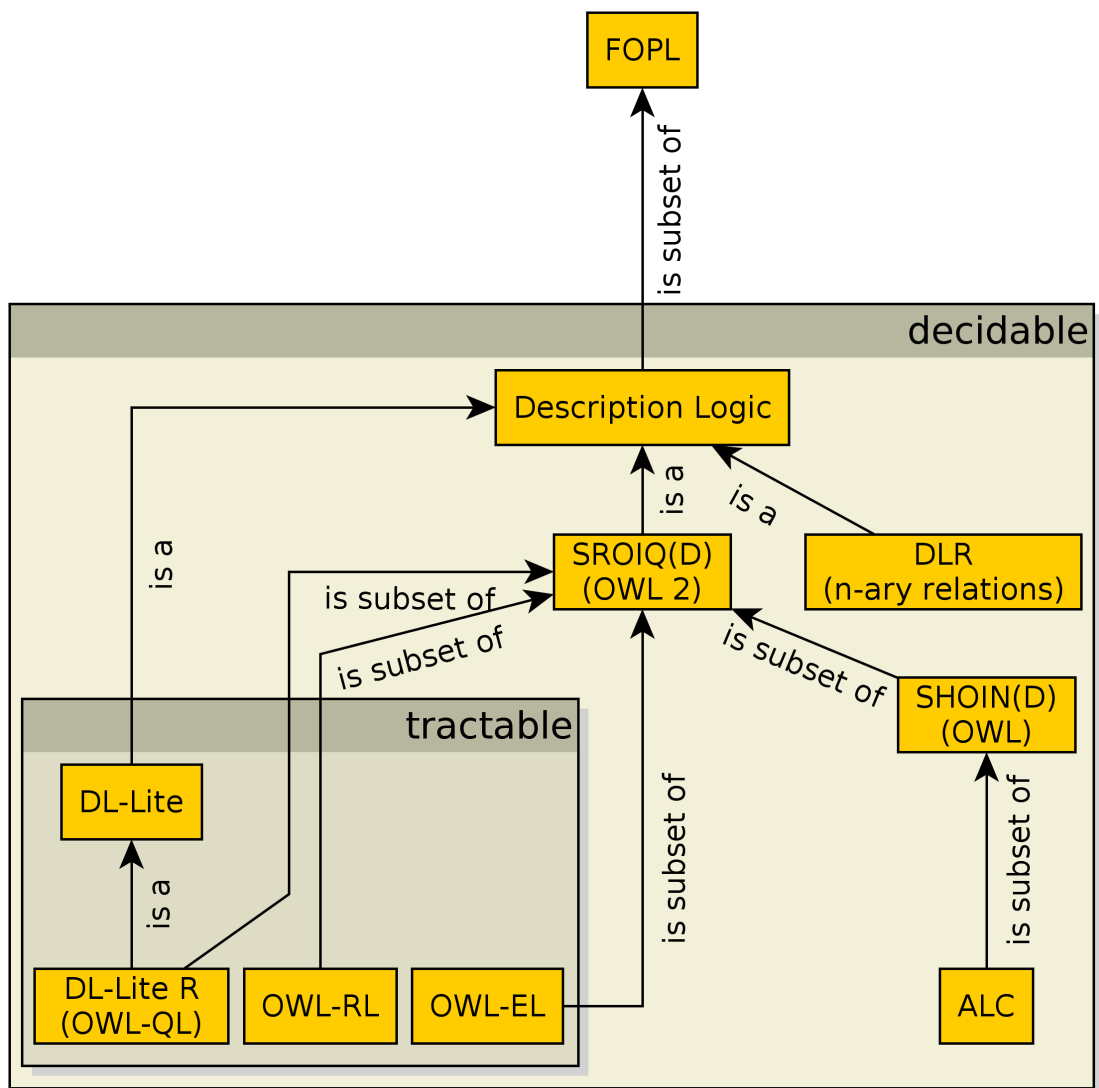 FOPL
is subset of
decidable
Description Logic
is a
is a
is a
SROIQ(D)
(OWL 2)
DLR
(n-ary relations)
is subset of
is subset of
is subset of
SHOIN(D)
(OWL)
tractable
DL-Lite
is a
is subset of
is subset of
DL-Lite R
(OWL-QL)
OWL-RL
OWL-EL
ALC